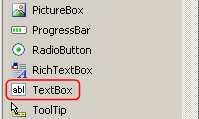 PictureBox
ProgressBar
RadioButton
RichTextBox
abl TextBox
ToolTip